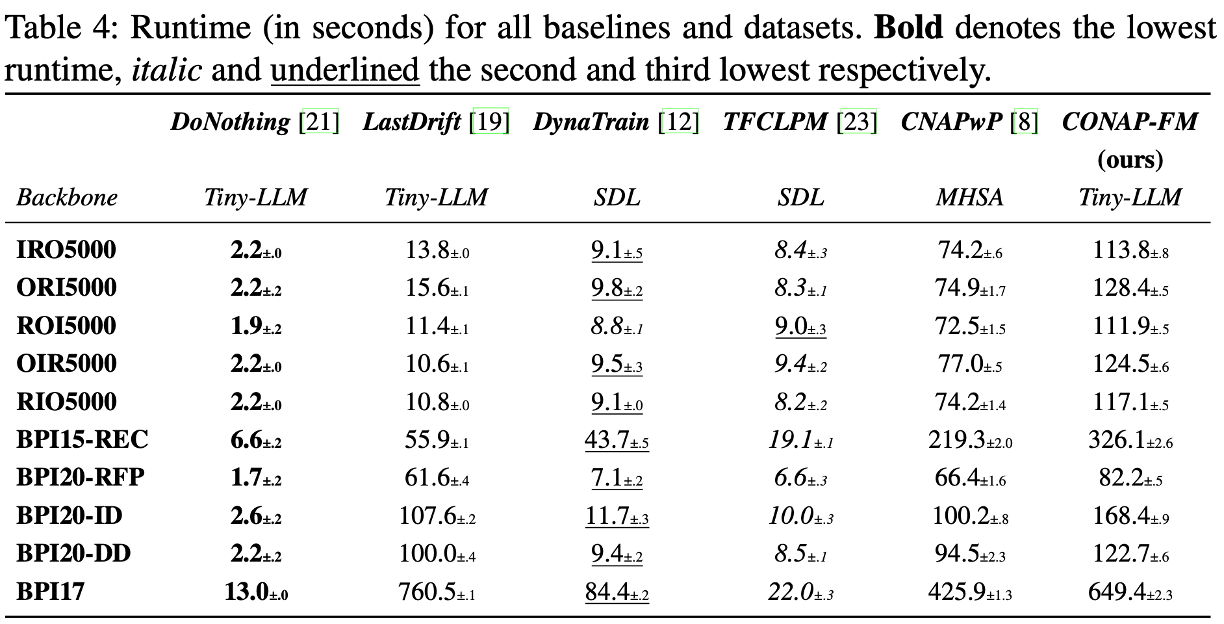 Table 4: Runtime (in seconds) for all baselines and datasets. Bold denotes the lowest
runtime, italic and underlined the second and third lowest respectively.
DoNothing [21] LastDrift [19] DynaTrain [12] TFCLPM [23] CNAPwP [8] CONAP-FM
(ours)
Backbone Tiny-LLM Tiny-LLM SDL SDL MHSA Tiny-LLM
IRO5000 2.2±.0 13.8±.0 9.1±.5 8.4±.3 74.2±.6 113.8±.8
ORI5000 2.2±.2 15.6±.1 9.8±.2 8.3±.1 74.9±1.7 128.4±.5
ROI5000 1.9±.2 11.4±.1 8.8±.1 9.0±.3 72.5±1.5 111.9±.5
OIR5000 2.2±.0 10.6±.1 9.5±.3 9.4±.2 77.0±.5 124.5±.6
RIO5000 2.2±.0 10.8±.0 9.1±.0 8.2±.2 74.2±1.4 117.1±.5
BPI15-REC 6.6±.2 55.9±.1 43.7±.5 19.1±.1 219.3±2.0 326.1±2.6
BPI20-RFP 1.7±.2 61.6±.4 7.1±.2 6.6±.3 66.4±1.6 82.2±.5
BPI20-ID 2.6±.2 107.6±.2 11.7±.3 10.0±.3 100.2±.8 168.4±.9
BPI20-DD 2.2±.2 100.0±.4 9.4±.2 8.5±.1 94.5±2.3 122.7±.6
BPI17 13.0±.0 760.5±.1 84.4±.2 22.0±.3 425.9±1.3 649.4±2.3